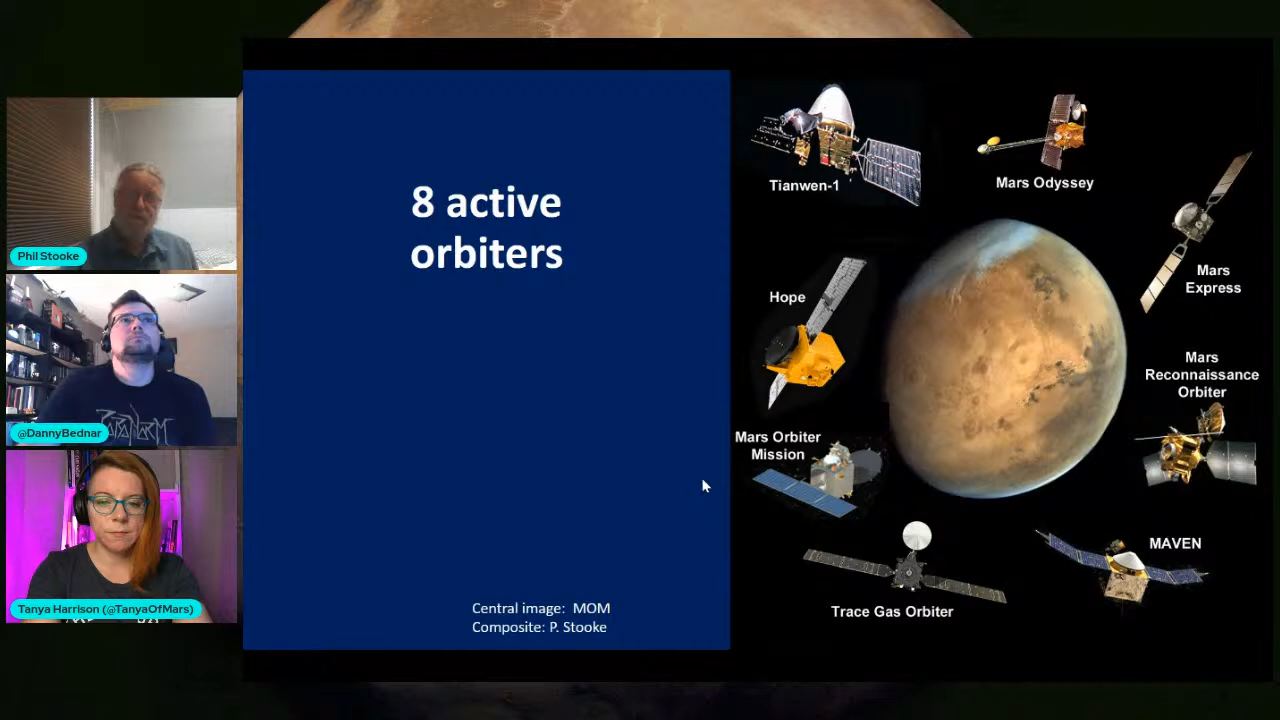 Phil Stooke
@DannyBednar
Tanya Harrison (@TanyaOfMars)
8 active
orbiters
Central image: MOM
Composite: P. Stooke
Tianwen-1
Mars Odyssey
Mars
Express
Hope
Mars
Reconnaissance
Orbiter
Mars Orbiter
Mission
MAVEN
Trace Gas Orbiter